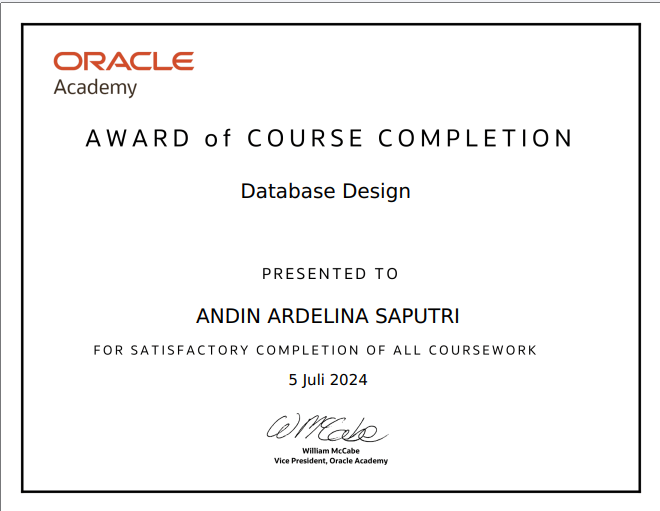 ORACLE
Academy
AWARD of COURSE COMPLETION
Database Design
PRESENTED TO
ANDIN ARDELINA SAPUTRI
FOR SATISFACTORY COMPLETION OF ALL COURSEWORK
5 Juli 2024
WMcCabe
William McCabe
Vice President, Oracle Academy